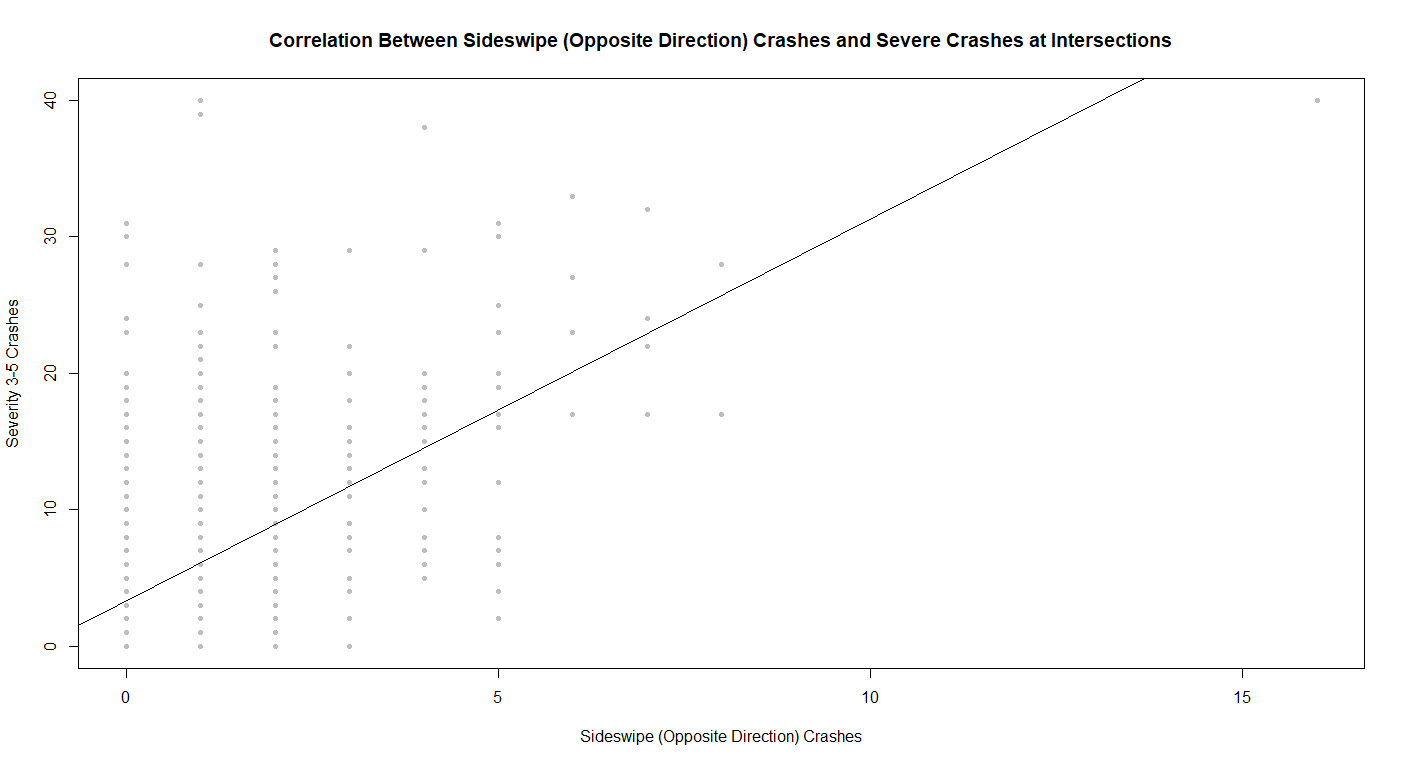 Correlation Between Sideswipe (Opposite Direction) Crashes and Severe Crashes at Intersections
Severity 3-5 Crashes
40
30
20
10
0
0 5 10 15
Sideswipe (Opposite Direction) Crashes